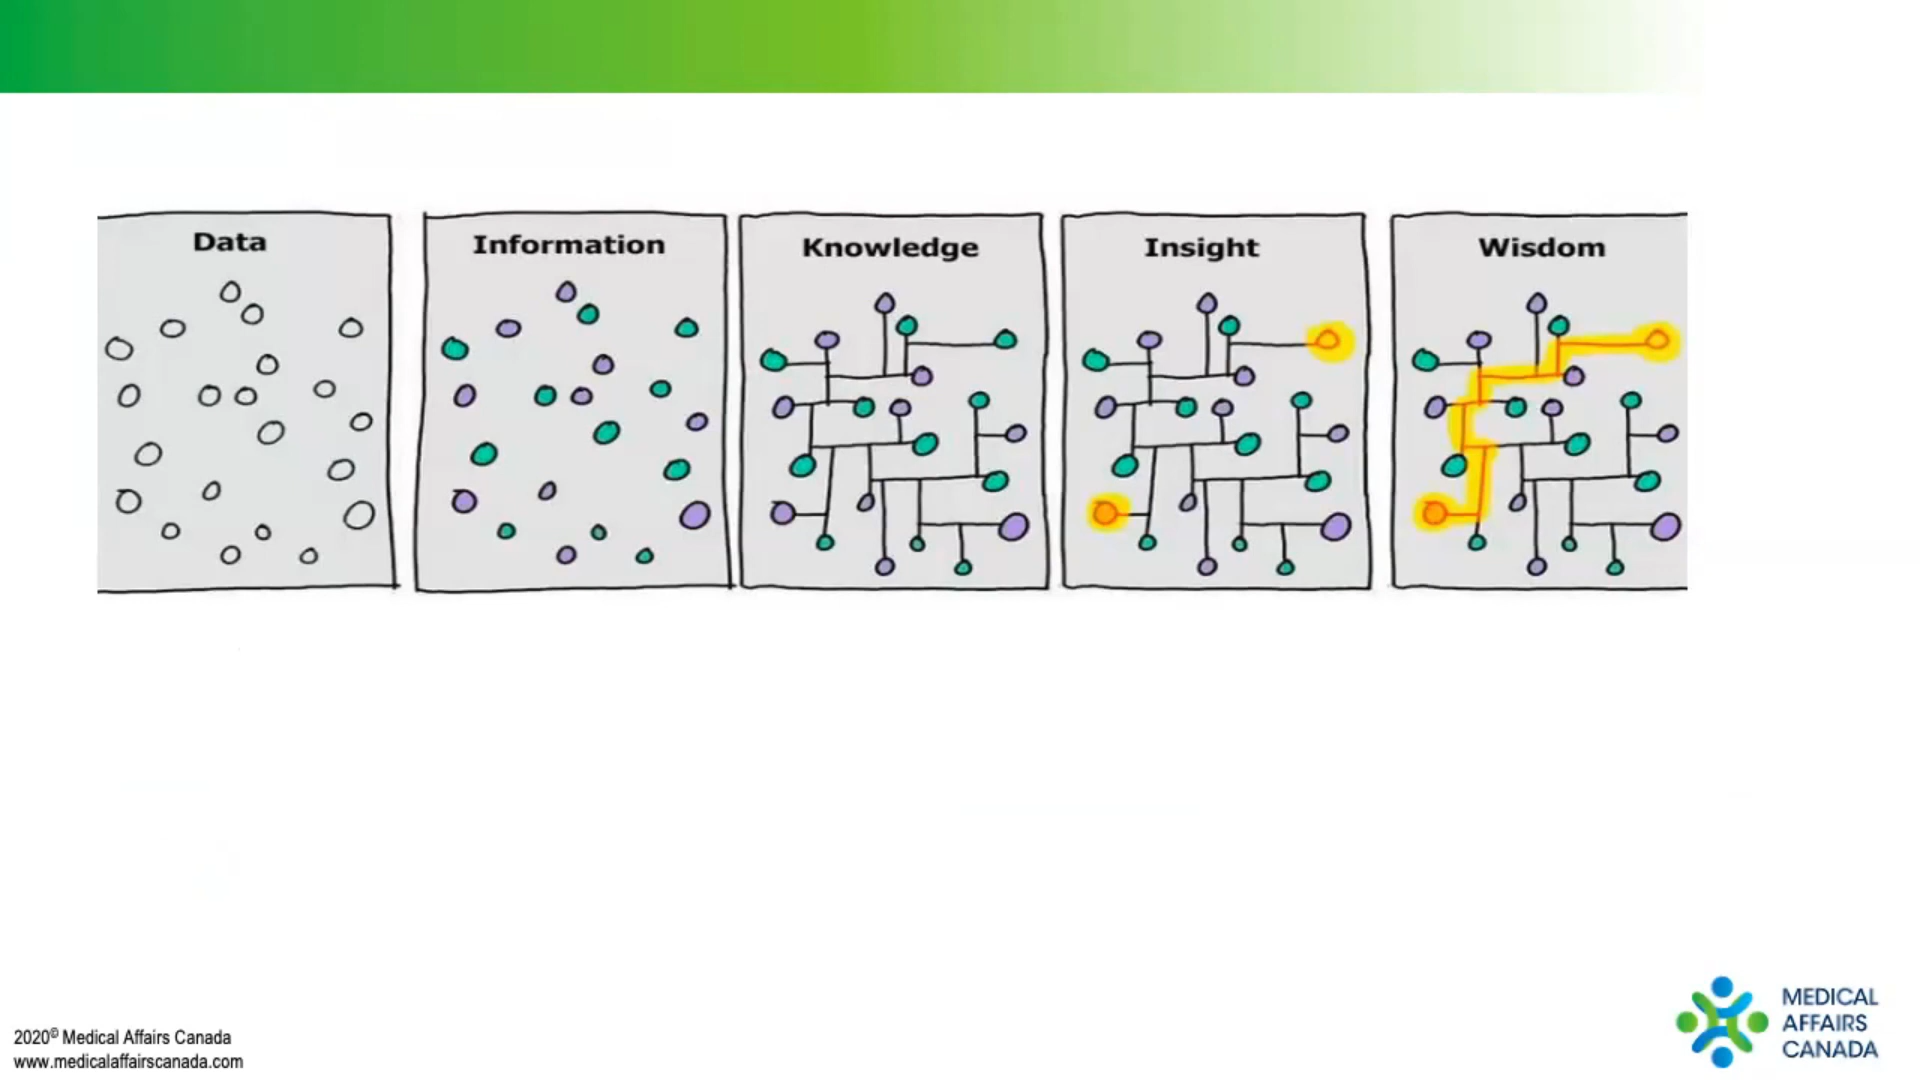 Data
Information
Knowledge
Insight
Wisdom
2020© Medical Affairs Canada
www.medicalaffairscanada.com
MEDICAL
AFFAIRS
CANADA